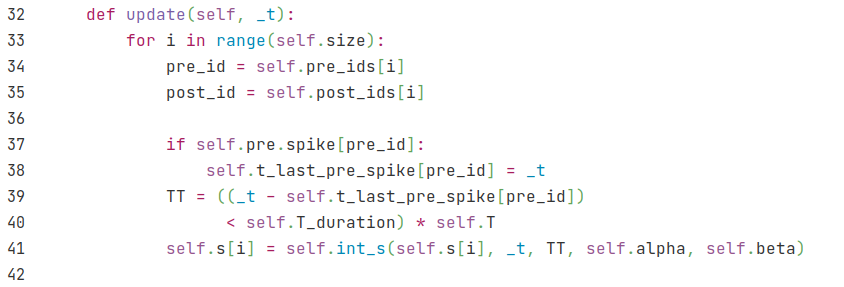 32 def update(self, _t):
33 for i in range(self.size):
34 pre_id = self.pre_ids[i]
35 post_id = self.post_ids[i]
36
37 if self.pre.spike[pre_id]:
38 self.t_last_pre_spike[pre_id] = _t
39 TT = ((_t - self.t_last_pre_spike[pre_id])
40 < self.T_duration) * self.T
41 self.s[i] = self.int_s(self.s[i], _t, TT, self.alpha, self.beta)
42